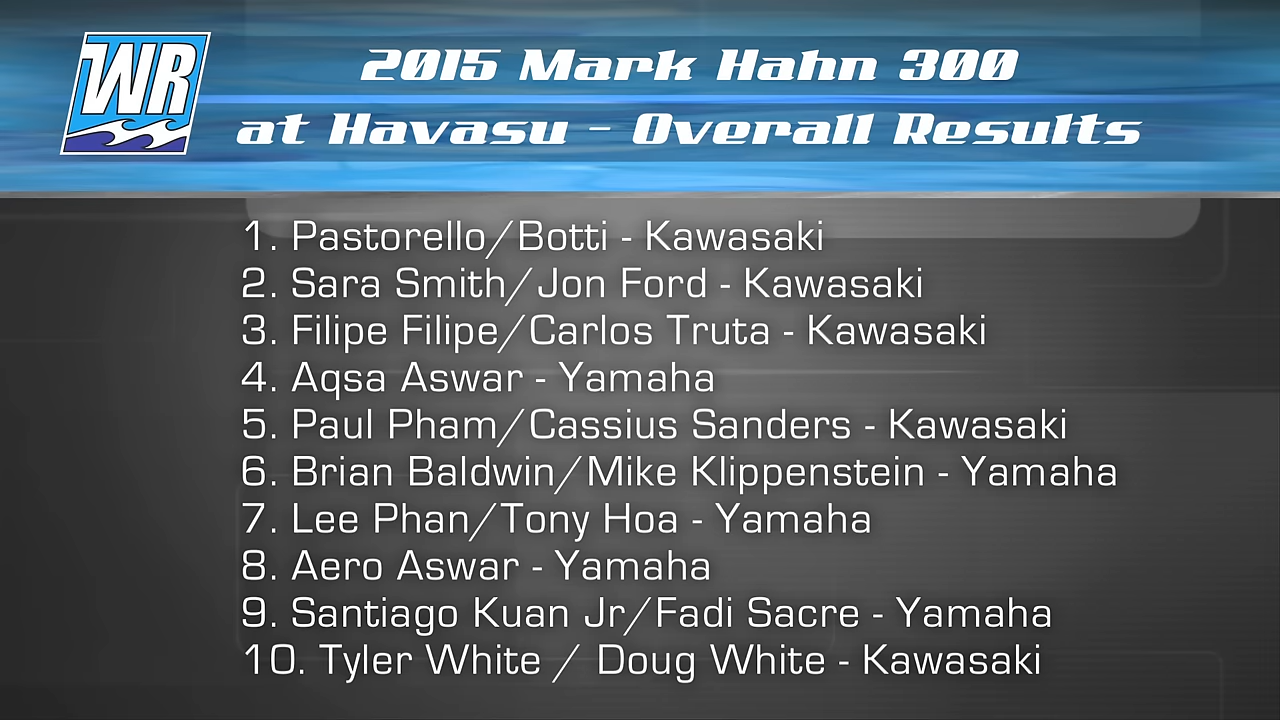 WR
2015 Mark Hahn 300
at Havasu - Overall Results
1. Pastorello/Botti - Kawasaki
2. Sara Smith/Jon Ford - Kawasaki
3. Filipe Filipe/Carlos Truta - Kawasaki
4. Aqsa Aswar - Yamaha
5. Paul Pham/Cassius Sanders - Kawasaki
6. Brian Baldwin/Mike Klippenstein - Yamaha
7. Lee Phan/Tony Hoa - Yamaha
8. Aero Aswar - Yamaha
9. Santiago Kuan Jr/Fadi Sacre - Yamaha
10. Tyler White / Doug White - Kawasaki